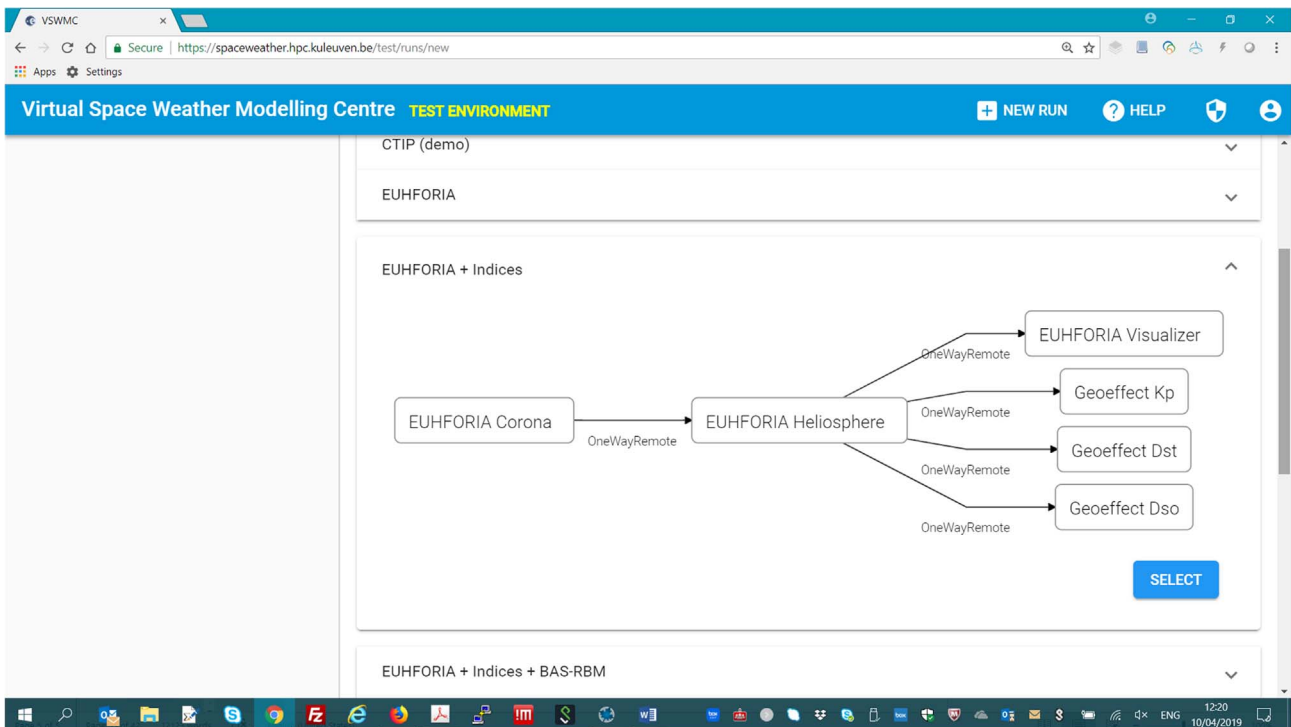 VSWMC
Secure | https://spaceweather.hpc.kuleuven.be/test/runs/new
Apps Settings
Virtual Space Weather Modelling Centre TEST ENVIRONMENT NEW RUN HELP
CTIP (demo)
EUHFORIA
EUHFORIA + Indices
EUHFORIA Visualizer
OneWayRemote
Geoeffect Kp
EUHFORIA Corona
OneWayRemote
EUHFORIA Heliosphere
OneWayRemote
Geoeffect Dst
OneWayRemote
Geoeffect Dso
OneWayRemote
SELECT
EUHFORIA + Indices + BAS-RBM
ENG
12:20
10/04/2019